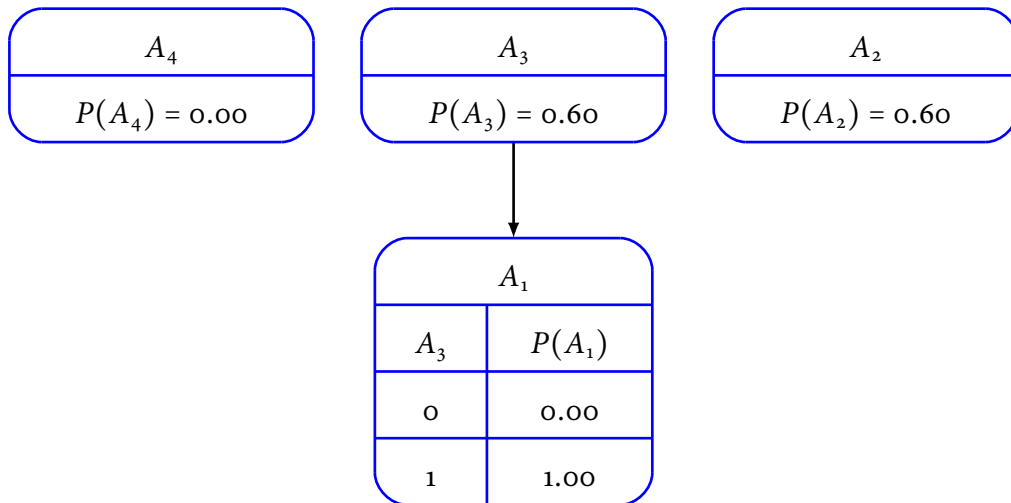 A₄
P(A₄) = 0.00
A₃
P(A₃) = 0.60
A₂
P(A₂) = 0.60
A₁
A₃ P(A₁)
0 0.00
1 1.00